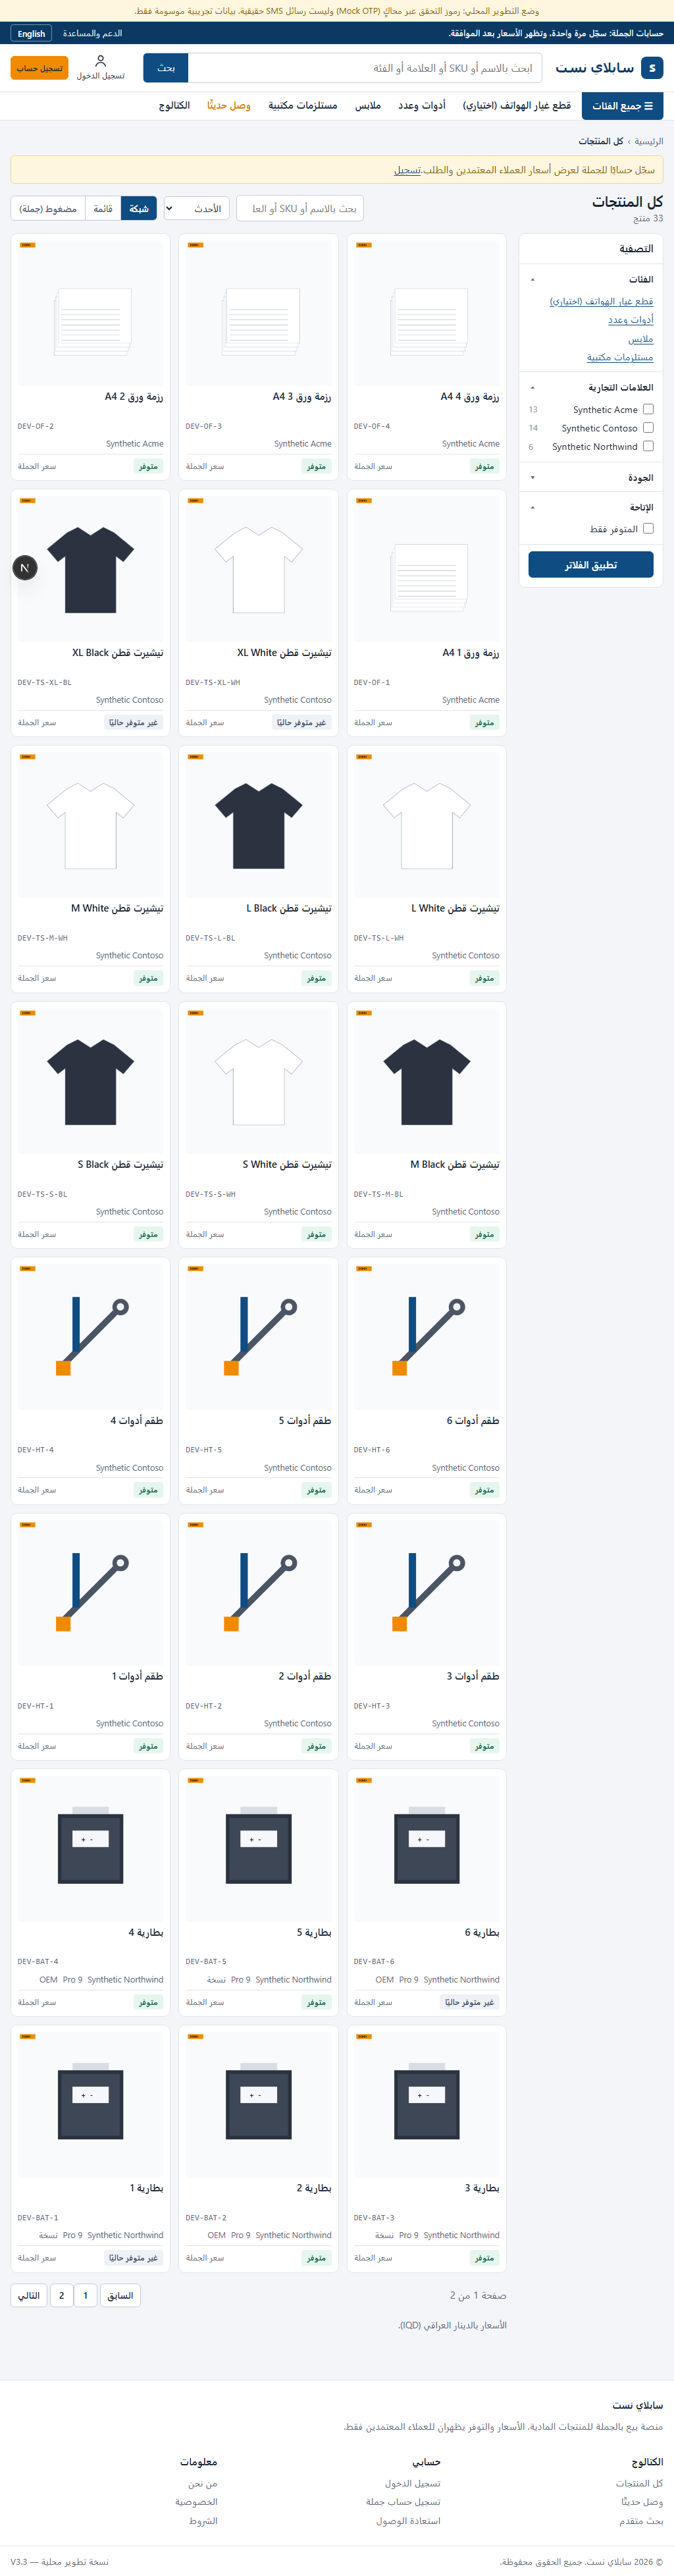 وضع التطوير المحلي: رموز التحقق عبر محاكٍ (Mock OTP) وليست رسائل SMS حقيقية. بيانات تجريبية موسومة فقط.
حسابات الجملة: سجّل مرة واحدة، وتظهر الأسعار بعد الموافقة.
الدعم والمساعدة
English
S
سابلاي نست
ابحث بالاسم أو SKU أو العلامة أو الفئة
بحث
تسجيل الدخول
تسجيل حساب
☰ جميع الفئات
قطع غيار الهواتف (اختياري)
أدوات وعدد
ملابس
مستلزمات مكتبية
وصل حديثًا
الكتالوج
الرئيسية › كل المنتجات
سجّل حسابًا للجملة لعرض أسعار العملاء المعتمدين والطلب.تسجيل
كل المنتجات
33 منتج
بحث بالاسم أو SKU أو العلا
الأحدث
شبكة
قائمة
مضغوط (جملة)
التصفية
الفئات
قطع غيار الهواتف (اختياري)
أدوات وعدد
ملابس
مستلزمات مكتبية
العلامات التجارية
Synthetic Acme 13
Synthetic Contoso 14
Synthetic Northwind 6
الجودة
الإتاحة
المتوفر فقط
تطبيق الفلاتر
رزمة ورق A4 4
DEV-OF-4
Synthetic Acme
متوفر
سعر الجملة
رزمة ورق A4 3
DEV-OF-3
Synthetic Acme
متوفر
سعر الجملة
رزمة ورق A4 2
DEV-OF-2
Synthetic Acme
متوفر
سعر الجملة
رزمة ورق A4 1
DEV-OF-1
Synthetic Acme
متوفر
سعر الجملة
تيشيرت قطن XL White
DEV-TS-XL-WH
Synthetic Contoso
غير متوفر حاليًا
سعر الجملة
N
تيشيرت قطن XL Black
DEV-TS-XL-BL
Synthetic Contoso
غير متوفر حاليًا
سعر الجملة
تيشيرت قطن L White
DEV-TS-L-WH
Synthetic Contoso
متوفر
سعر الجملة
تيشيرت قطن L Black
DEV-TS-L-BL
Synthetic Contoso
متوفر
سعر الجملة
تيشيرت قطن M White
DEV-TS-M-WH
Synthetic Contoso
متوفر
سعر الجملة
تيشيرت قطن M Black
DEV-TS-M-BL
Synthetic Contoso
متوفر
سعر الجملة
تيشيرت قطن S White
DEV-TS-S-WH
Synthetic Contoso
متوفر
سعر الجملة
تيشيرت قطن S Black
DEV-TS-S-BL
Synthetic Contoso
متوفر
سعر الجملة
طقم أدوات 6
DEV-HT-6
Synthetic Contoso
متوفر
سعر الجملة
طقم أدوات 5
DEV-HT-5
Synthetic Contoso
متوفر
سعر الجملة
طقم أدوات 4
DEV-HT-4
Synthetic Contoso
متوفر
سعر الجملة
طقم أدوات 3
DEV-HT-3
Synthetic Contoso
متوفر
سعر الجملة
طقم أدوات 2
DEV-HT-2
Synthetic Contoso
متوفر
سعر الجملة
طقم أدوات 1
DEV-HT-1
Synthetic Contoso
متوفر
سعر الجملة
+ -
بطارية 6
DEV-BAT-6
Synthetic Northwind Pro 9 OEM
غير متوفر حاليًا
سعر الجملة
+ -
بطارية 5
DEV-BAT-5
Synthetic Northwind Pro 9 نسخة
متوفر
سعر الجملة
+ -
بطارية 4
DEV-BAT-4
Synthetic Northwind Pro 9 OEM
متوفر
سعر الجملة
+ -
بطارية 3
DEV-BAT-3
Synthetic Northwind Pro 9 نسخة
متوفر
سعر الجملة
+ -
بطارية 2
DEV-BAT-2
Synthetic Northwind Pro 9 OEM
متوفر
سعر الجملة
+ -
بطارية 1
DEV-BAT-1
Synthetic Northwind Pro 9 نسخة
غير متوفر حاليًا
سعر الجملة
صفحة 1 من 2
السابق
1
2
التالي
الأسعار بالدينار العراقي (IQD).
سابلاي نست
منصة بيع بالجملة للمنتجات المادية. الأسعار والتوفر يظهران للعملاء المعتمدين فقط.
الكتالوج
كل المنتجات
وصل حديثًا
بحث متقدم
حسابي
تسجيل الدخول
تسجيل حساب جملة
استعادة الوصول
معلومات
من نحن
الخصوصية
الشروط
© 2026 سابلاي نست. جميع الحقوق محفوظة.
نسخة تطوير محلية — V3.3